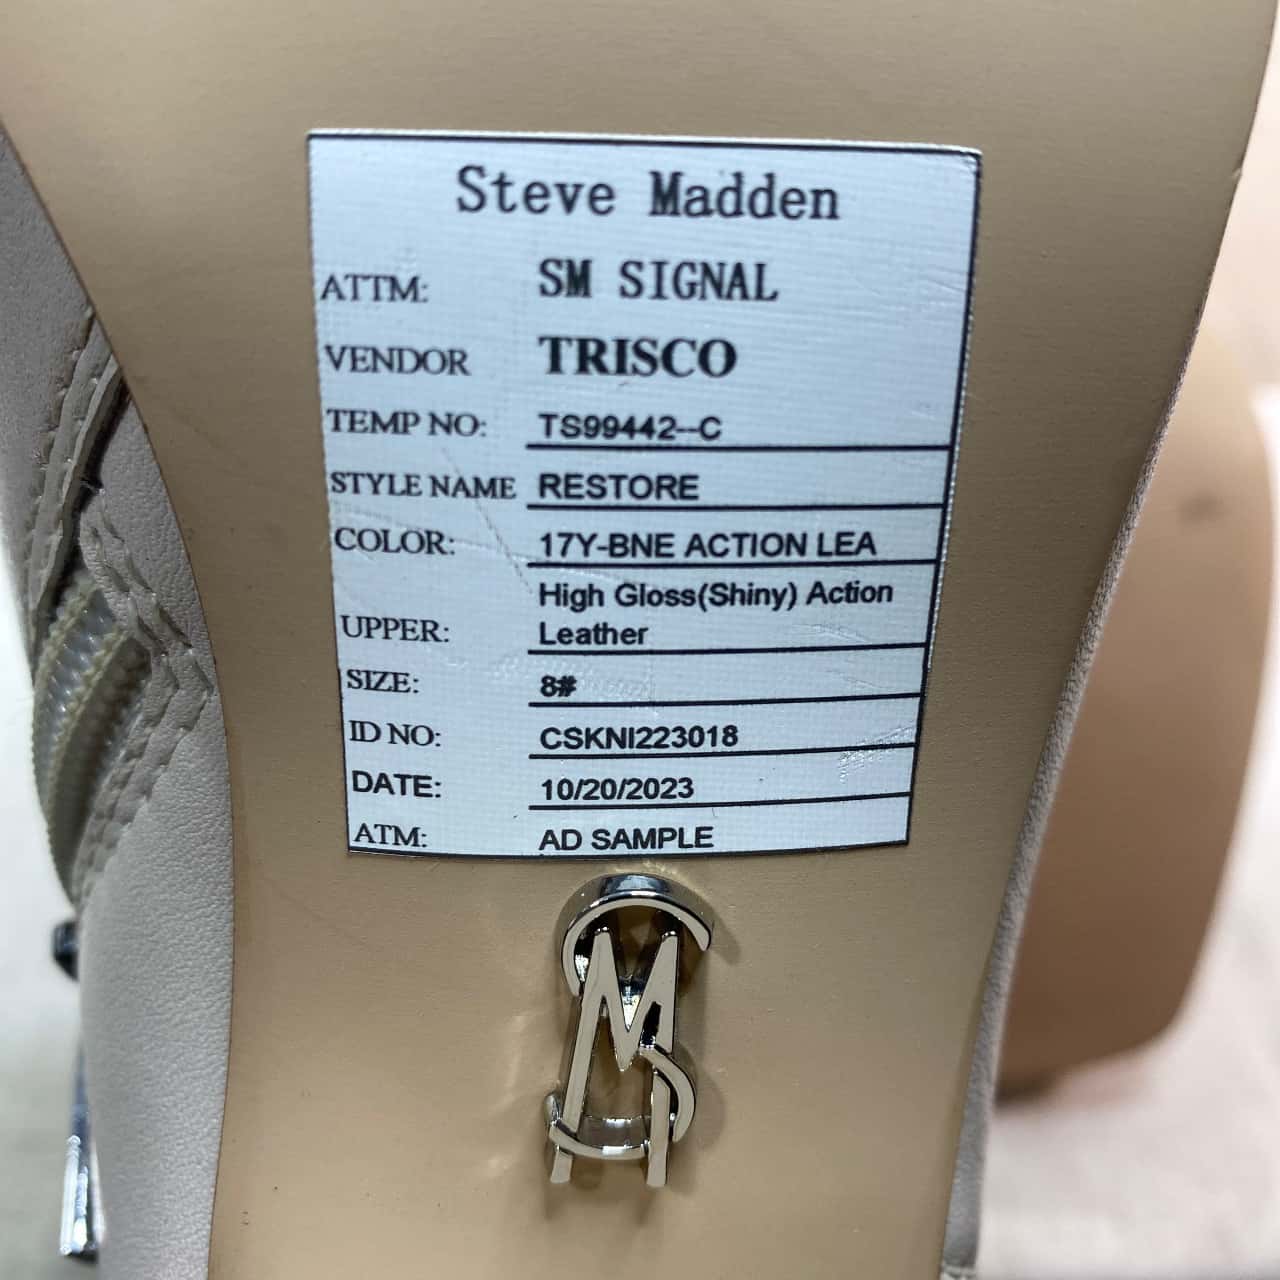 Steve Madden
ATTM: SM SIGNAL
VENDOR TRISCO
TEMP NO: TS99442--C
STYLE NAME RESTORE
COLOR: 17Y-BNE ACTION LEA
High Gloss(Shiny) Action
UPPER: Leather
SIZE: 8#
ID NO: CSKNI223018
DATE: 10/20/2023
ATM: AD SAMPLE
SM